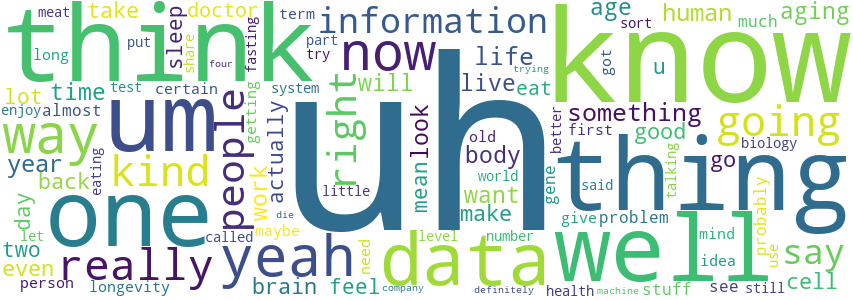 meat take doctor term information age human much aging
think sleep share fasting part try now life sort got know
long put four live eat trying u
lot time test certain system will something going
enjoy almost um people getting right uh look old better first good biology
way kind actually body thing go
year back eating work little mean world gene said talking
day one want make give problem probably
let two called die well say
even really yeah maybe data level number mind use
person longevity brain feel need idea cell
company definitely health machine stuff see still